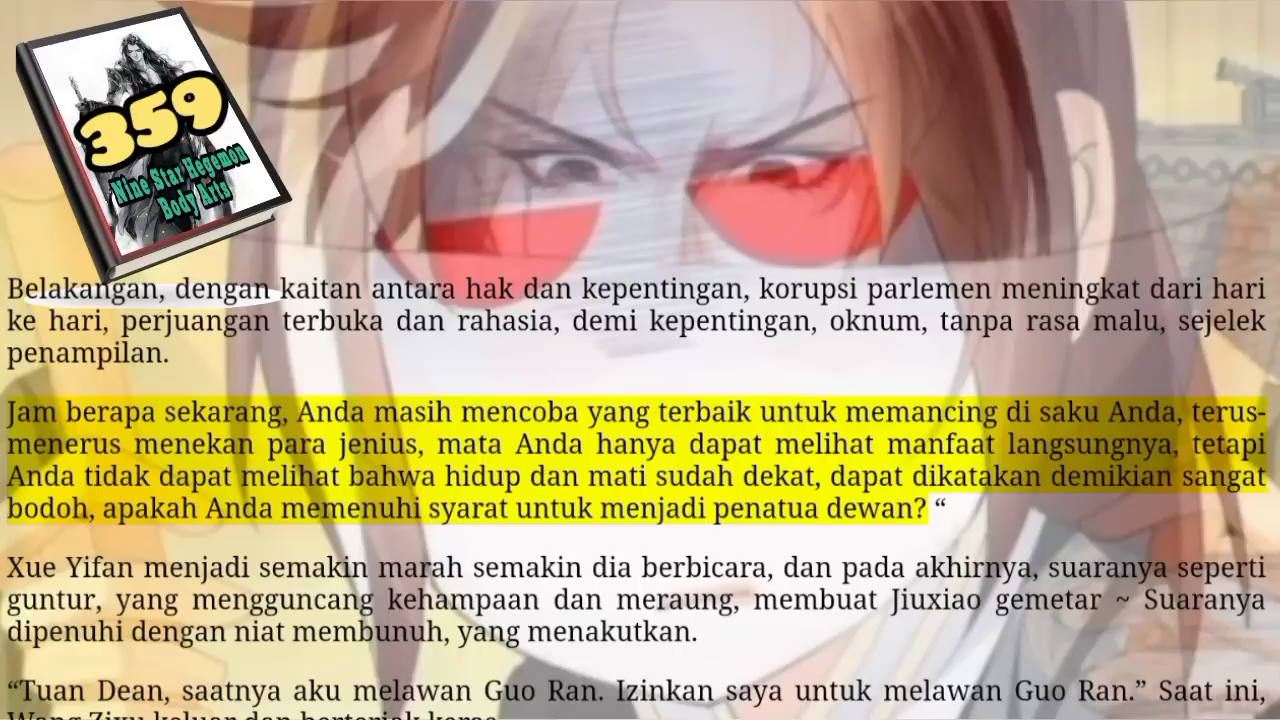 359
Nine Star Hegemon
Body Arts
Belakangan, dengan kaitan antara hak dan kepentingan, korupsi parlemen meningkat dari hari
ke hari, perjuangan terbuka dan rahasia, demi kepentingan, oknum, tanpa rasa malu, sejelek
penampilan.
Jam berapa sekarang, Anda masih mencoba yang terbaik untuk memancing di saku Anda, terus-
menerus menekan para jenius, mata Anda hanya dapat melihat manfaat langsungnya, tetapi
Anda tidak dapat melihat bahwa hidup dan mati sudah dekat, dapat dikatakan demikian sangat
bodoh, apakah Anda memenuhi syarat untuk menjadi penatua dewan? “
Xue Yifan menjadi semakin marah semakin dia berbicara, dan pada akhirnya, suaranya seperti
guntur, yang mengguncang kehampaan dan meraung, membuat Jiuxiao gemetar ~ Suaranya
dipenuhi dengan niat membunuh, yang menakutkan.
“Tuan Dean, saatnya aku melawan Guo Ran. Izinkan saya untuk melawan Guo Ran.” Saat ini,
Wang Zixu keluar dan berteriak keras